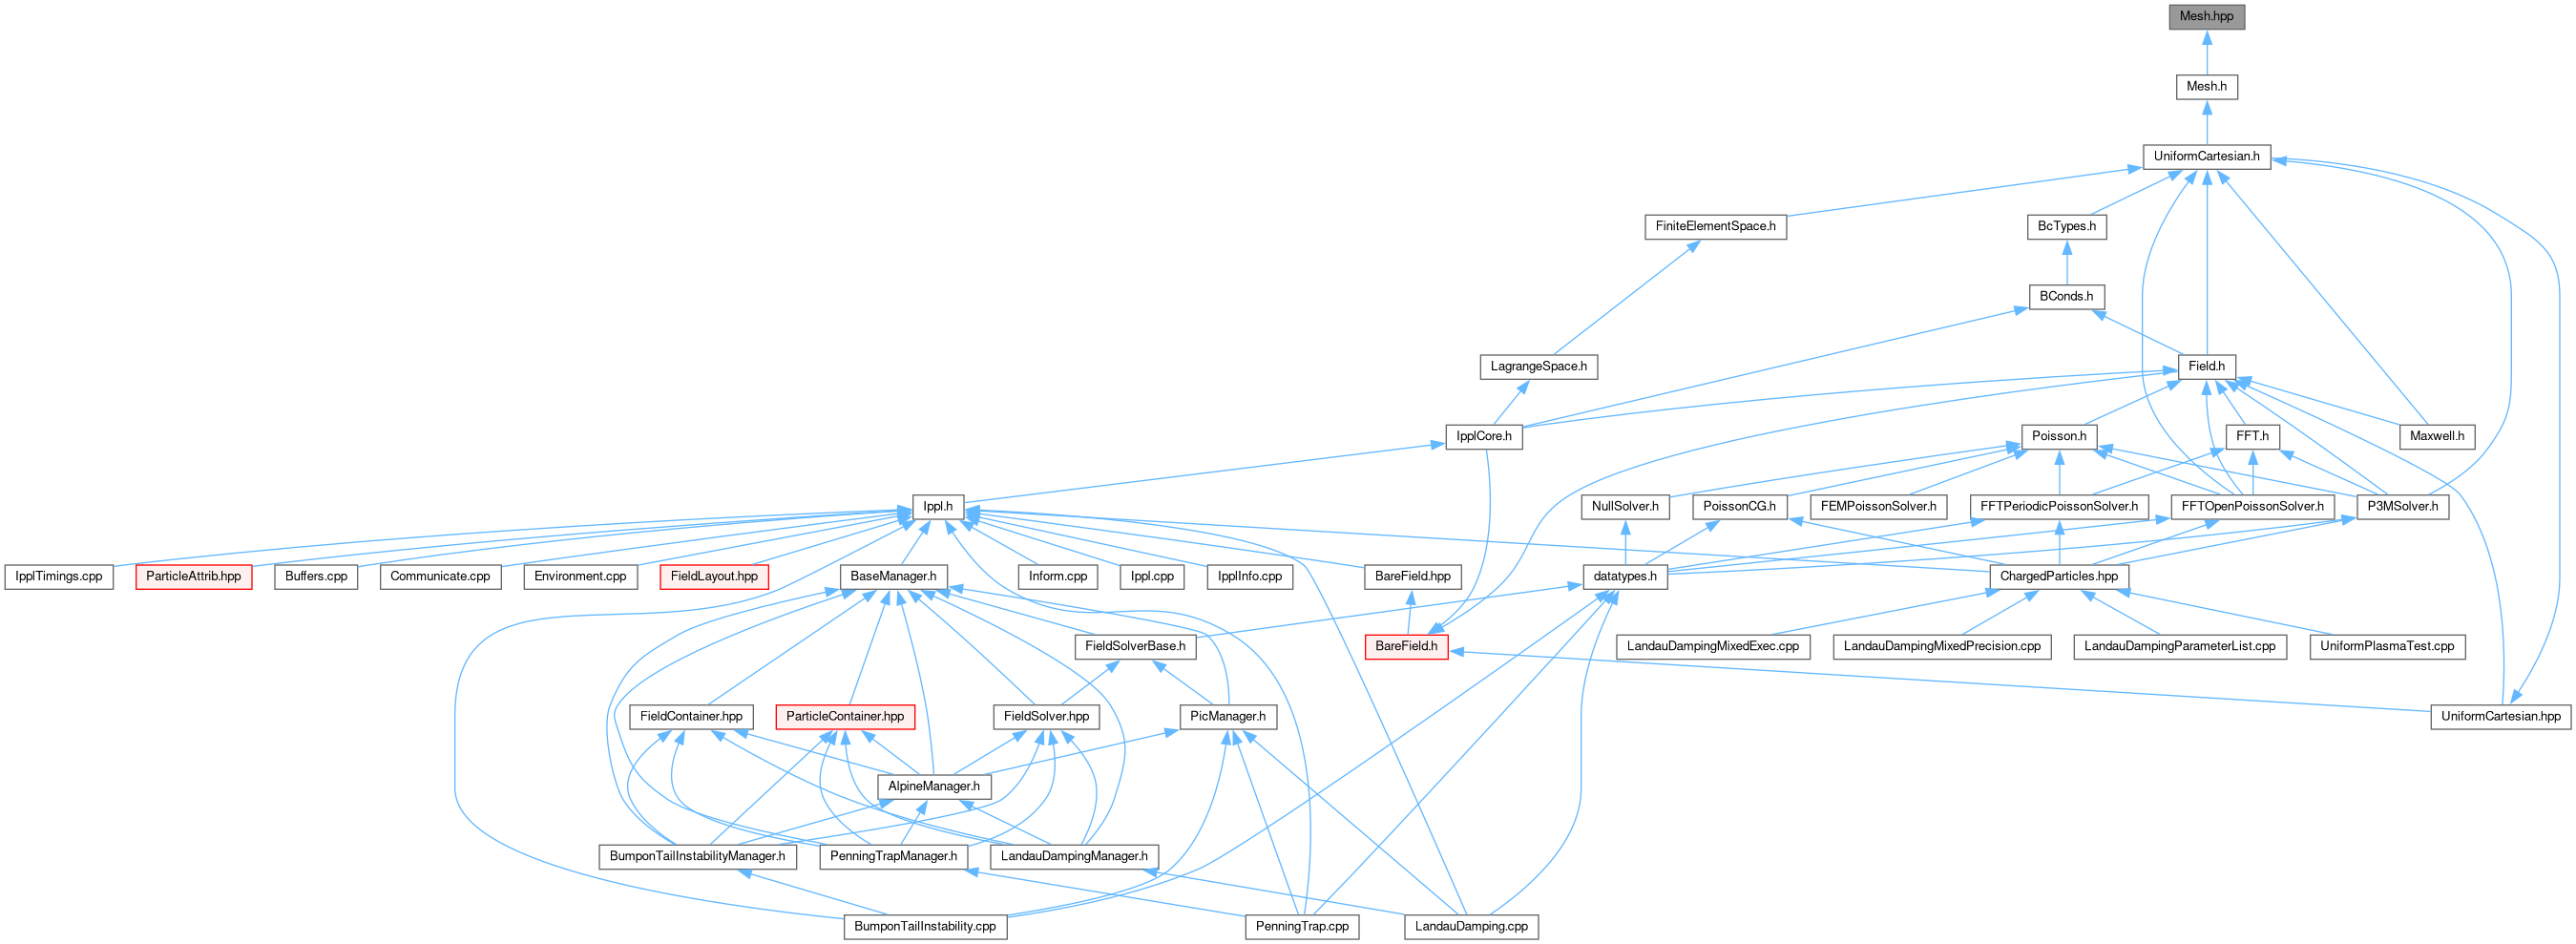 Mesh.hpp
Mesh.h
UniformCartesian.h
FiniteElementSpace.h
BcTypes.h
BConds.h
LagrangeSpace.h
Field.h
IpplCore.h
Poisson.h
FFT.h
Maxwell.h
Ippl.h
NullSolver.h
PoissonCG.h
FEMPoissonSolver.h
FFTPeriodicPoissonSolver.h
FFTOpenPoissonSolver.h
P3MSolver.h
IpplTimings.cpp
ParticleAttrib.hpp
Buffers.cpp
Communicate.cpp
Environment.cpp
FieldLayout.hpp
BaseManager.h
Inform.cpp
Ippl.cpp
IpplInfo.cpp
BareField.hpp
datatypes.h
ChargedParticles.hpp
FieldSolverBase.h
BareField.h
LandauDampingMixedExec.cpp
LandauDampingMixedPrecision.cpp
LandauDampingParameterList.cpp
UniformPlasmaTest.cpp
FieldContainer.hpp
ParticleContainer.hpp
FieldSolver.hpp
PicManager.h
UniformCartesian.hpp
AlpineManager.h
BumponTailInstabilityManager.h
PenningTrapManager.h
LandauDampingManager.h
BumponTailInstability.cpp
PenningTrap.cpp
LandauDamping.cpp